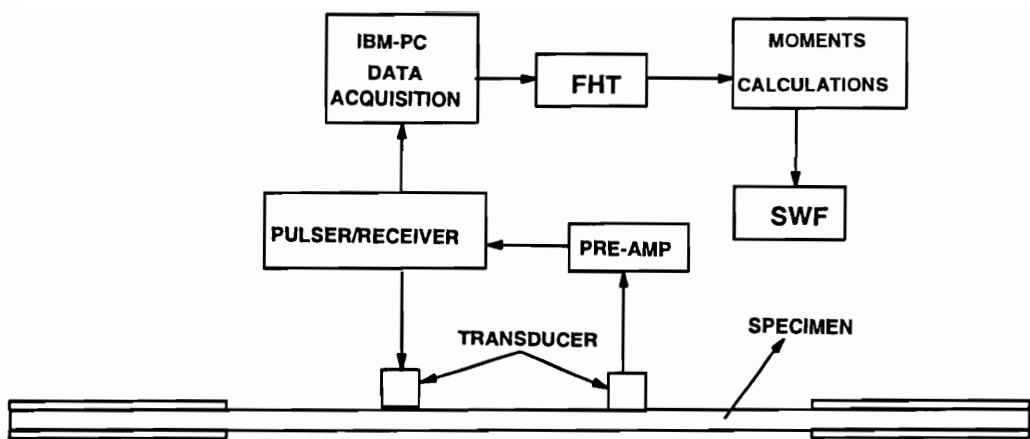 IBM-PC
DATA
ACQUISITION
FHT
MOMENTS
CALCULATIONS
SWF
PULSER/RECEIVER
PRE-AMP
TRANSDUCER
SPECIMEN